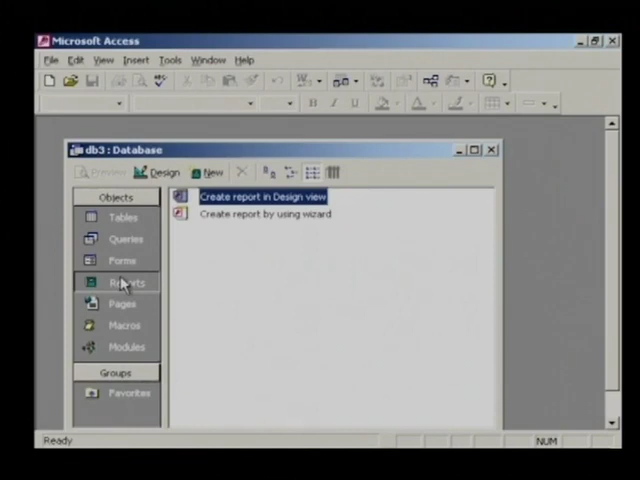 Microsoft Access
File Edit View Insert Tools Window Help
B I U
db3 : Database
Preview Design New
Objects
Create report in Design view
Tables
Create report by using wizard
Queries
Forms
Reports
Pages
Macros
Modules
Groups
Favorites
Ready
NUM